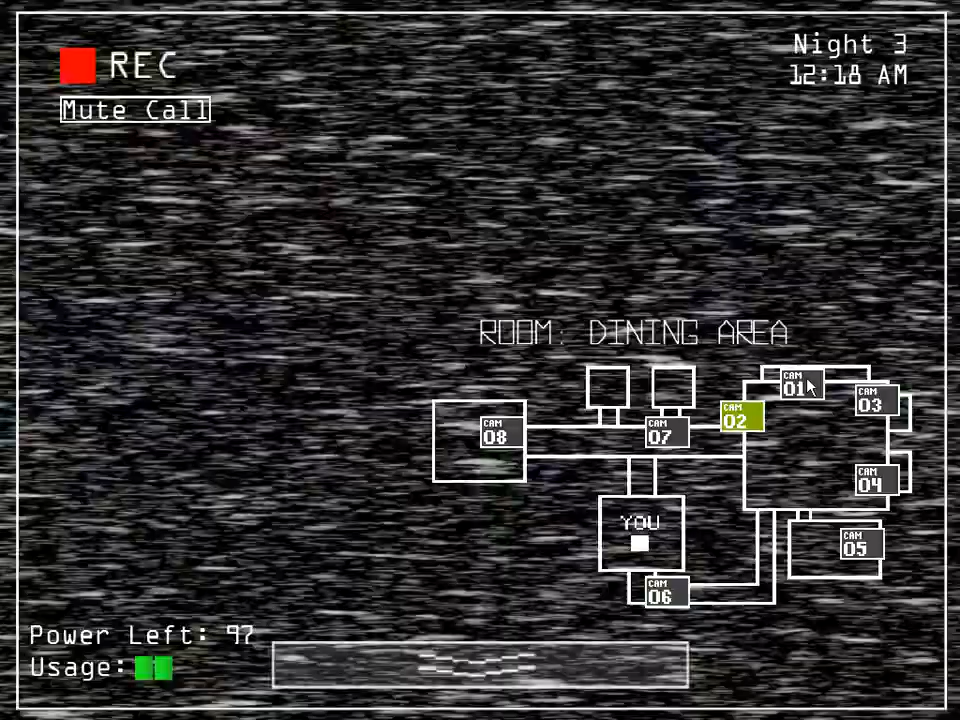 REC
Night 3
12:18 AM
Mute Call
ROOM: DINING AREA
CAM 01
CAM 02
CAM 03
CAM 04
CAM 05
CAM 06
CAM 07
CAM 08
YOU
Power Left: 97
Usage: